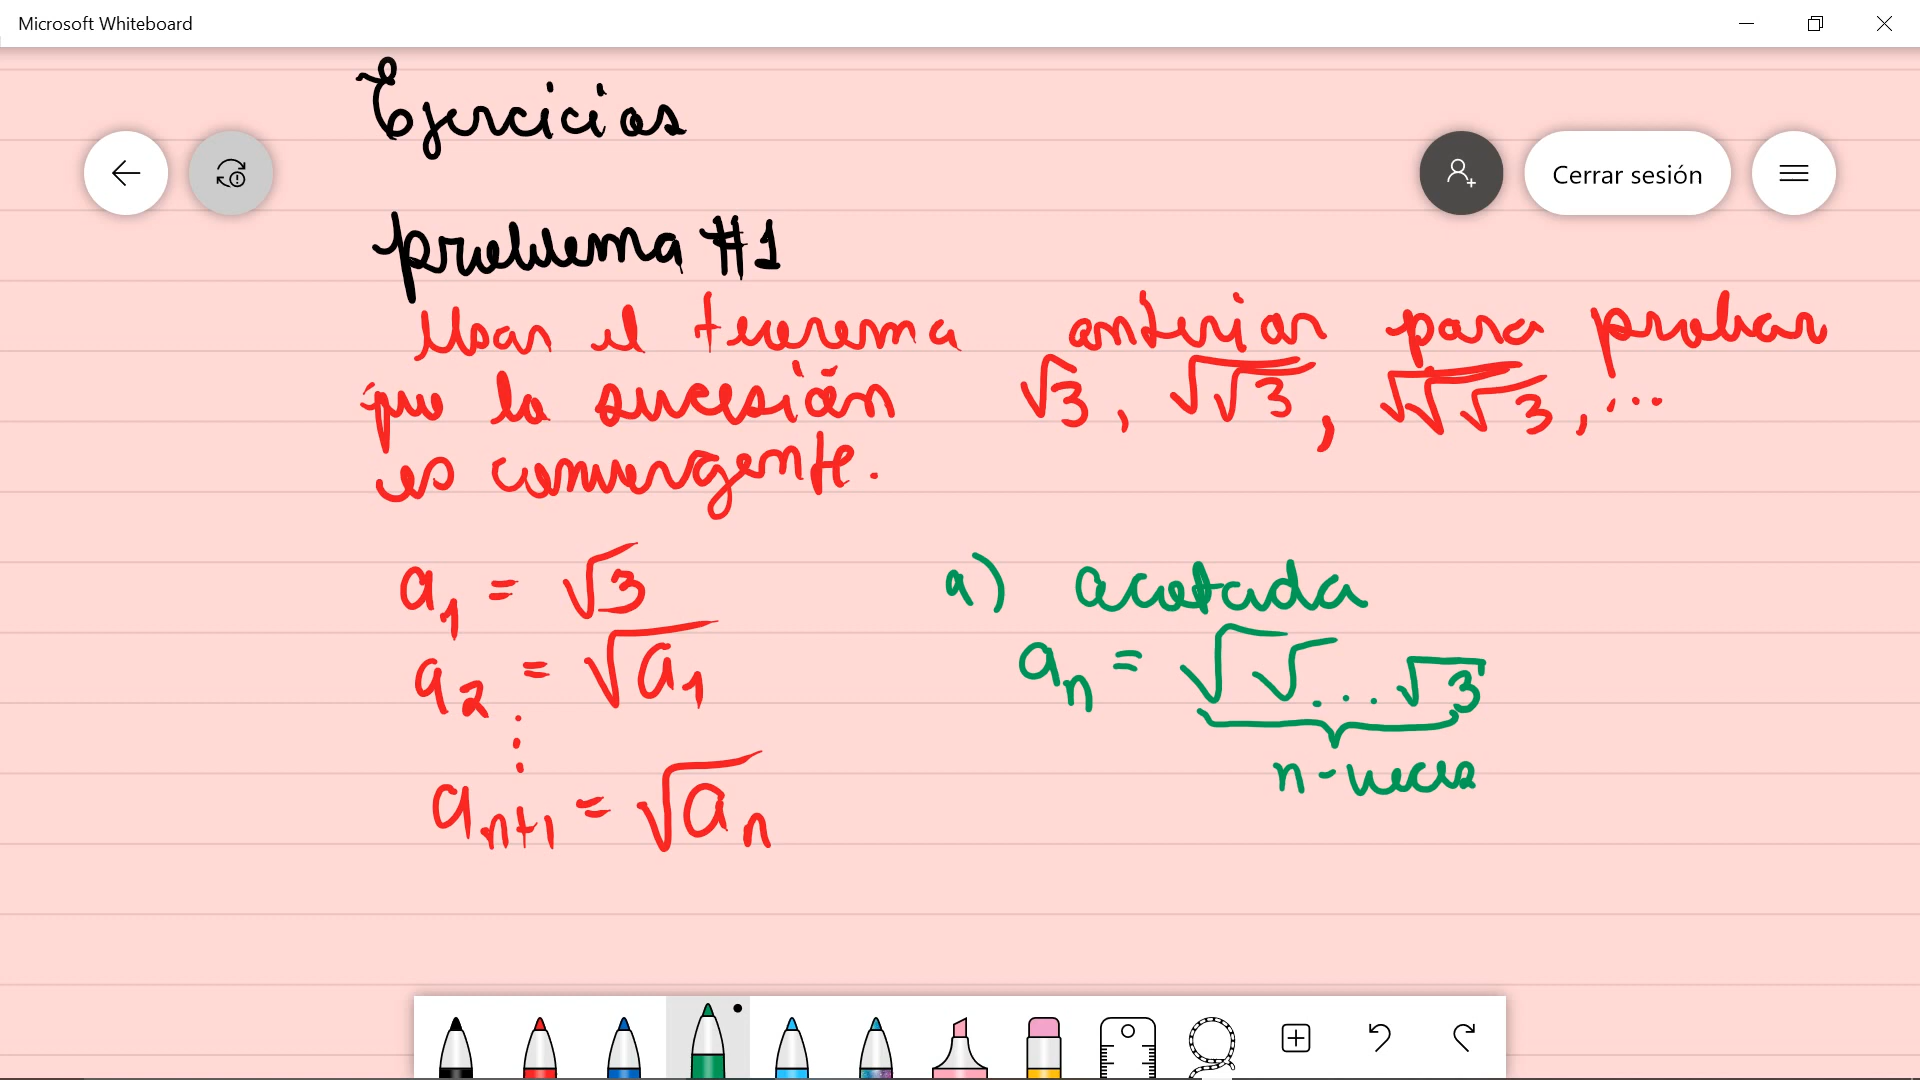 Microsoft Whiteboard
Ejercicios
Cerrar sesión
problema #1
Usar el teorema anterior para probar
que la sucesión √3, √√3, √√√3, ...
es convergente.
a₁ = √3
a₂ = √a₁
⋮
aₙ₊₁ = √aₙ
a) acotada
aₙ = √√...√3
n-veces